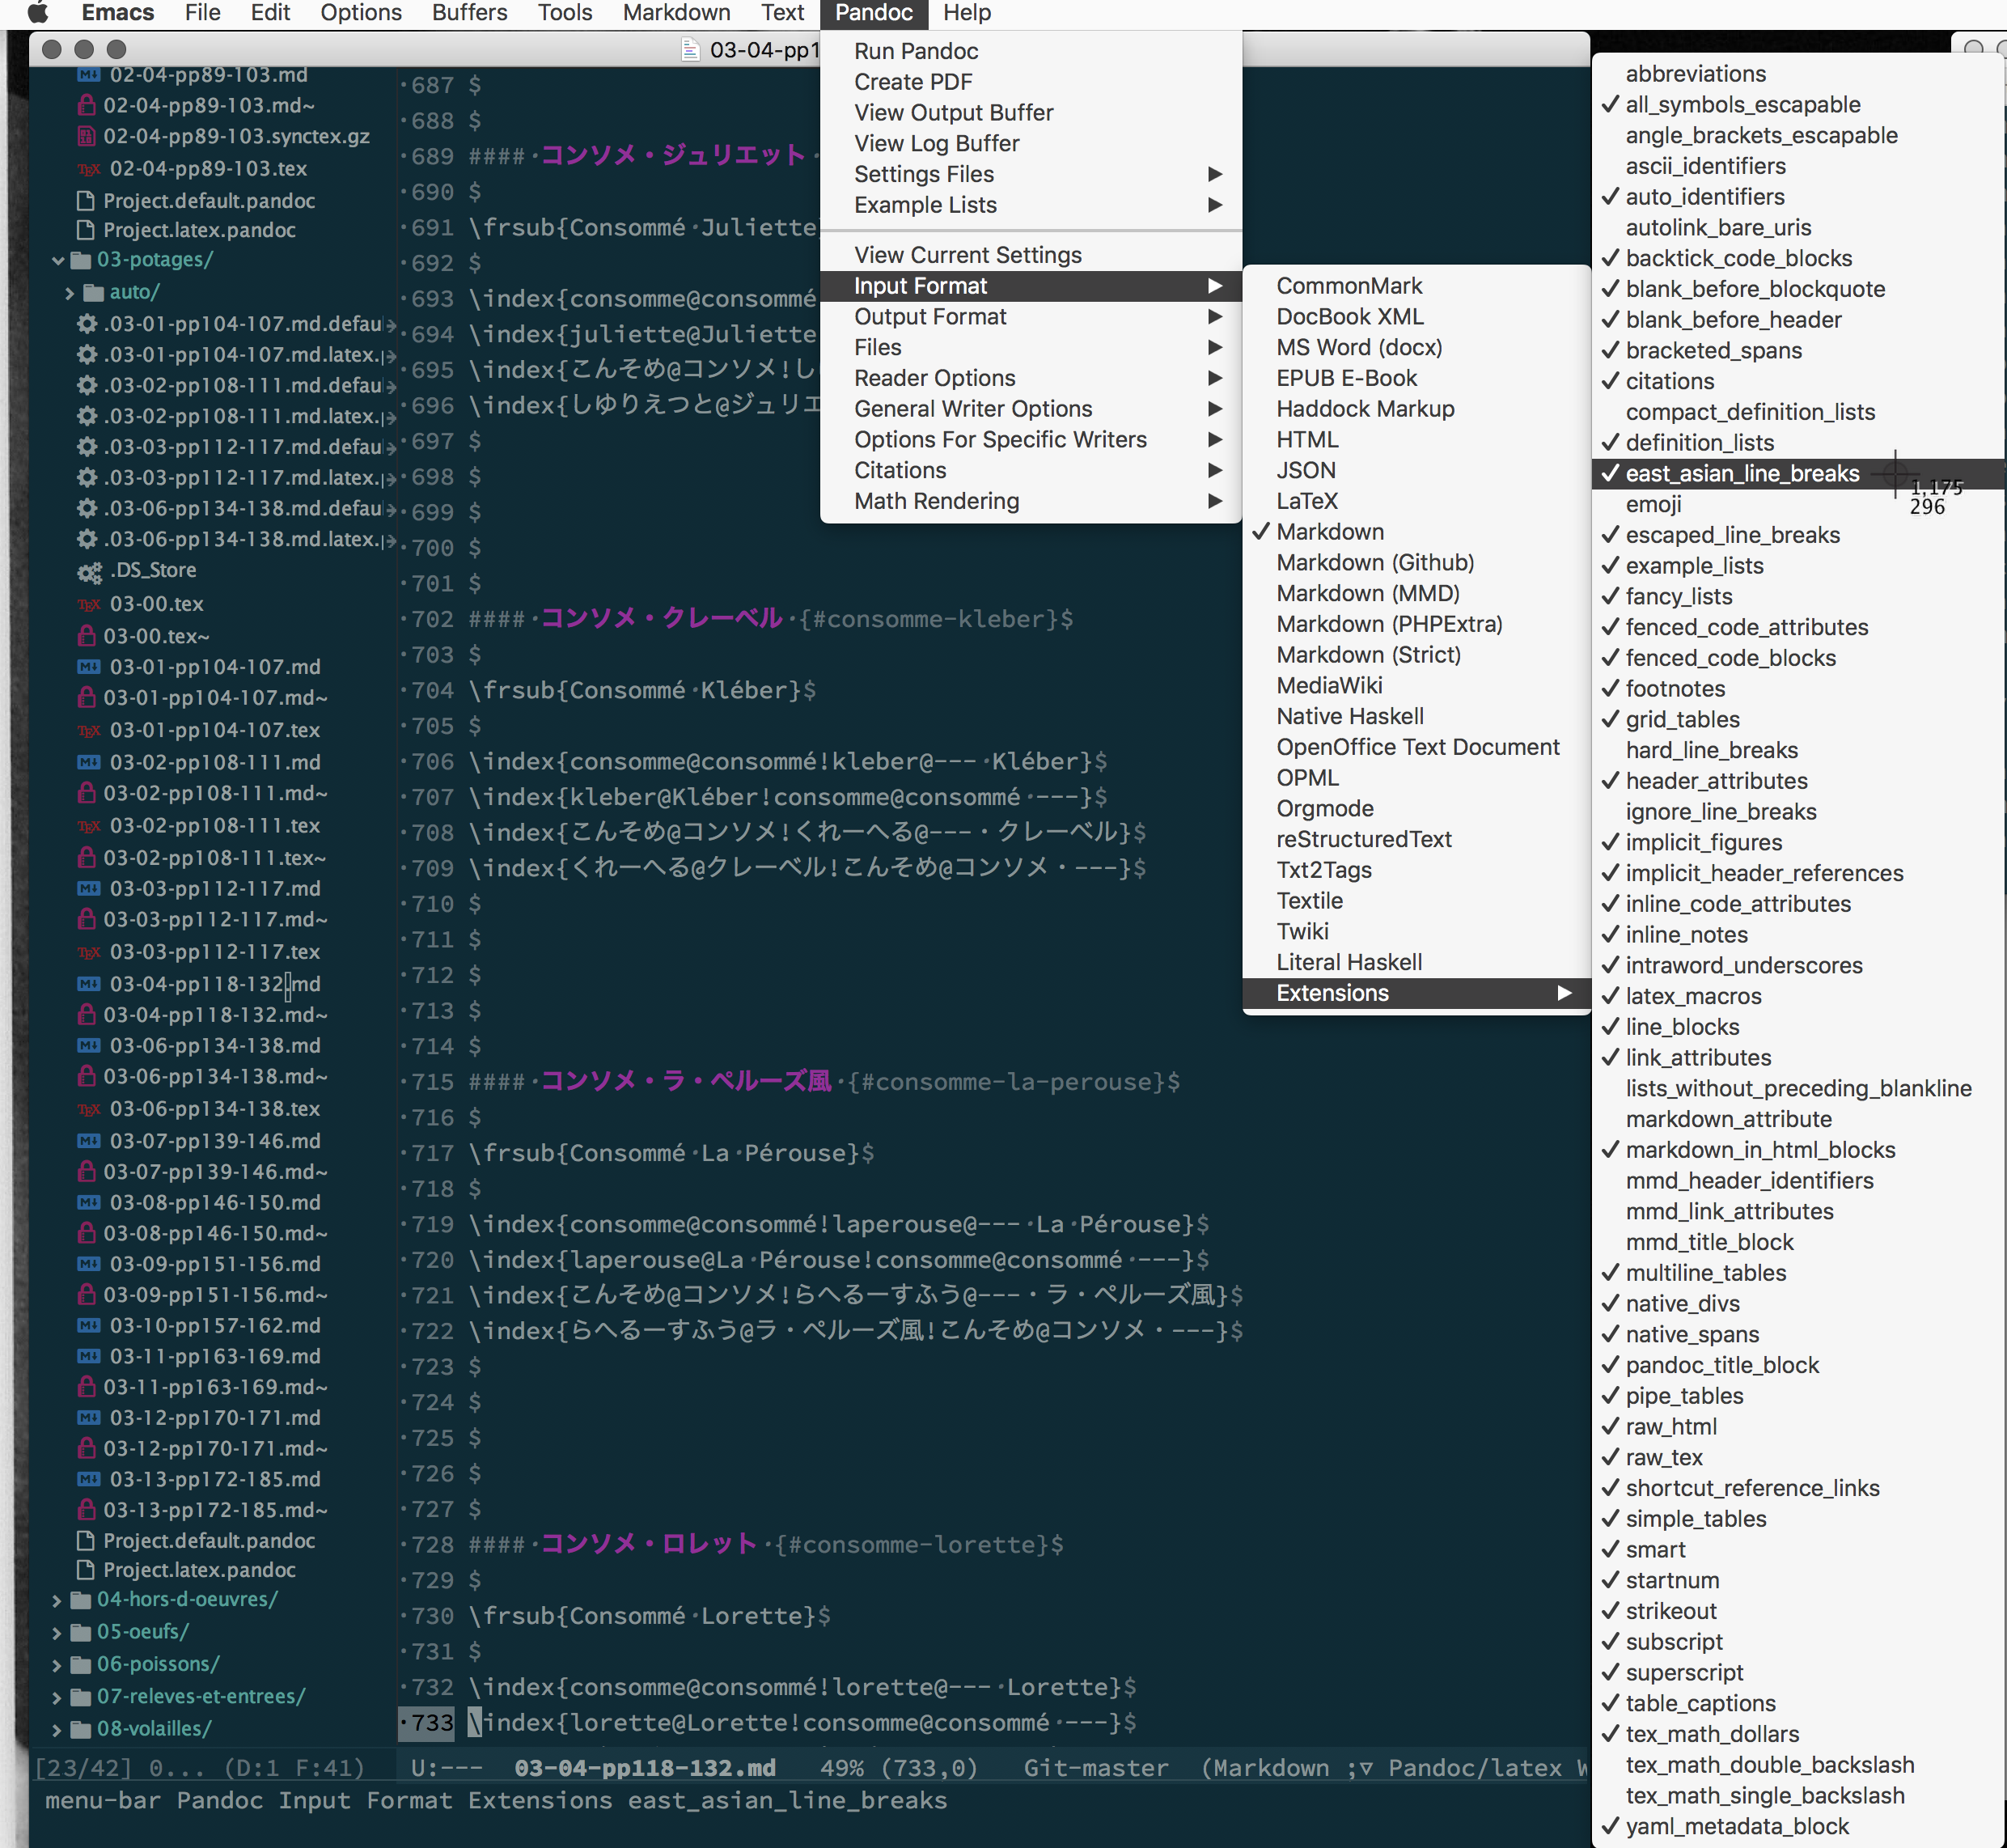 Emacs File Edit Options Buffers Tools Markdown Text Pandoc Help
03-04-pp1
02-04-pp89-103.md
02-04-pp89-103.md~
02-04-pp89-103.synctex.gz
02-04-pp89-103.tex
Project.default.pandoc
Project.latex.pandoc
03-potages/
auto/
.03-01-pp104-107.md.defau
.03-01-pp104-107.md.latex.p
.03-02-pp108-111.md.defau
.03-02-pp108-111.md.latex.p
.03-03-pp112-117.md.defau
.03-03-pp112-117.md.latex.p
.03-06-pp134-138.md.defau
.03-06-pp134-138.md.latex.p
.DS_Store
03-00.tex
03-00.tex~
03-01-pp104-107.md
03-01-pp104-107.md~
03-01-pp104-107.tex
03-02-pp108-111.md
03-02-pp108-111.md~
03-02-pp108-111.tex
03-02-pp108-111.tex~
03-03-pp112-117.md
03-03-pp112-117.md~
03-03-pp112-117.tex
03-04-pp118-132.md
03-04-pp118-132.md~
03-06-pp134-138.md
03-06-pp134-138.md~
03-06-pp134-138.tex
03-07-pp139-146.md
03-07-pp139-146.md~
03-08-pp146-150.md
03-08-pp146-150.md~
03-09-pp151-156.md
03-09-pp151-156.md~
03-10-pp157-162.md
03-11-pp163-169.md
03-11-pp163-169.md~
03-12-pp170-171.md
03-12-pp170-171.md~
03-13-pp172-185.md
03-13-pp172-185.md~
Project.default.pandoc
Project.latex.pandoc
04-hors-d-oeuvres/
05-oeufs/
06-poissons/
07-releves-et-entrees/
08-volailles/
·687 $
·688 $
·689 ####·コンソメ・ジュリエット·
·690 $
·691 \frsub{Consommé·Juliette}
·692 $
·693 \index{consomme@consommé
·694 \index{juliette@Juliette
·695 \index{こんそめ@コンソメ!し
·696 \index{しゆりえつと@ジュリエ
·697 $
·698 $
·699 $
·700 $
·701 $
·702 ####·コンソメ・クレーベル·{#consomme-kleber}$
·703 $
·704 \frsub{Consommé·Kléber}$
·705 $
·706 \index{consomme@consommé!kleber@---·Kléber}$
·707 \index{kleber@Kléber!consomme@consommé·---}$
·708 \index{こんそめ@コンソメ!くれーへる@---・クレーベル}$
·709 \index{くれーへる@クレーベル!こんそめ@コンソメ・---}$
·710 $
·711 $
·712 $
·713 $
·714 $
·715 ####·コンソメ・ラ・ペルーズ風·{#consomme-la-perouse}$
·716 $
·717 \frsub{Consommé·La·Pérouse}$
·718 $
·719 \index{consomme@consommé!laperouse@---·La·Pérouse}$
·720 \index{laperouse@La·Pérouse!consomme@consommé·---}$
·721 \index{こんそめ@コンソメ!らへるーすふう@---・ラ・ペルーズ風}$
·722 \index{らへるーすふう@ラ・ペルーズ風!こんそめ@コンソメ・---}$
·723 $
·724 $
·725 $
·726 $
·727 $
·728 ####·コンソメ・ロレット·{#consomme-lorette}$
·729 $
·730 \frsub{Consommé·Lorette}$
·731 $
·732 \index{consomme@consommé!lorette@---·Lorette}$
·733 \index{lorette@Lorette!consomme@consommé·---}$
Run Pandoc
Create PDF
View Output Buffer
View Log Buffer
Settings Files
Example Lists
View Current Settings
Input Format
Output Format
Files
Reader Options
General Writer Options
Options For Specific Writers
Citations
Math Rendering
CommonMark
DocBook XML
MS Word (docx)
EPUB E-Book
Haddock Markup
HTML
JSON
LaTeX
✓ Markdown
Markdown (Github)
Markdown (MMD)
Markdown (PHPExtra)
Markdown (Strict)
MediaWiki
Native Haskell
OpenOffice Text Document
OPML
Orgmode
reStructuredText
Txt2Tags
Textile
Twiki
Literal Haskell
Extensions
abbreviations
✓ all_symbols_escapable
angle_brackets_escapable
ascii_identifiers
✓ auto_identifiers
autolink_bare_uris
✓ backtick_code_blocks
✓ blank_before_blockquote
✓ blank_before_header
✓ bracketed_spans
✓ citations
compact_definition_lists
✓ definition_lists
✓ east_asian_line_breaks
1,175
296
emoji
✓ escaped_line_breaks
✓ example_lists
✓ fancy_lists
✓ fenced_code_attributes
✓ fenced_code_blocks
✓ footnotes
✓ grid_tables
hard_line_breaks
✓ header_attributes
ignore_line_breaks
✓ implicit_figures
✓ implicit_header_references
✓ inline_code_attributes
✓ inline_notes
✓ intraword_underscores
✓ latex_macros
✓ line_blocks
✓ link_attributes
lists_without_preceding_blankline
markdown_attribute
✓ markdown_in_html_blocks
mmd_header_identifiers
mmd_link_attributes
mmd_title_block
✓ multiline_tables
✓ native_divs
✓ native_spans
✓ pandoc_title_block
✓ pipe_tables
✓ raw_html
✓ raw_tex
✓ shortcut_reference_links
✓ simple_tables
✓ smart
✓ startnum
✓ strikeout
✓ subscript
✓ superscript
✓ table_captions
✓ tex_math_dollars
tex_math_double_backslash
tex_math_single_backslash
✓ yaml_metadata_block
[23/42] 0... (D:1 F:41) U:--- 03-04-pp118-132.md 49% (733,0) Git-master (Markdown ;▽ Pandoc/latex W
menu-bar Pandoc Input Format Extensions east_asian_line_breaks